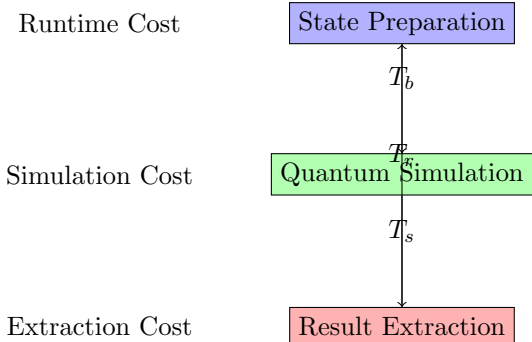 Runtime Cost
State Preparation
T_b
T_r
Simulation Cost
Quantum Simulation
T_s
Extraction Cost
Result Extraction